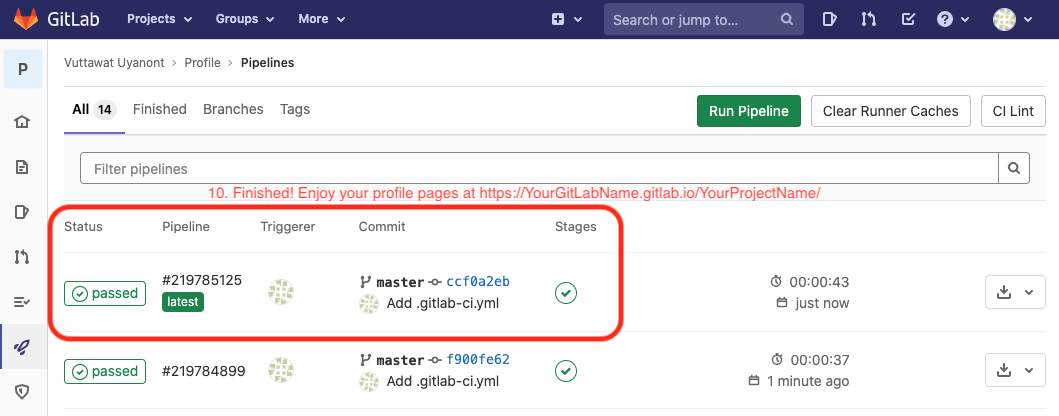 GitLab Projects Groups More Search or jump to...
P Vuttawat Uyanont > Profile > Pipelines
All 14 Finished Branches Tags Run Pipeline Clear Runner Caches CI Lint
Filter pipelines
10. Finished! Enjoy your profile pages at https://YourGitLabName.gitlab.io/YourProjectName/
Status Pipeline Triggerer Commit Stages
passed #219785125 master ccf0a2eb 00:00:43
latest Add .gitlab-ci.yml just now
passed #219784899 master f900fe62 00:00:37
Add .gitlab-ci.yml 1 minute ago